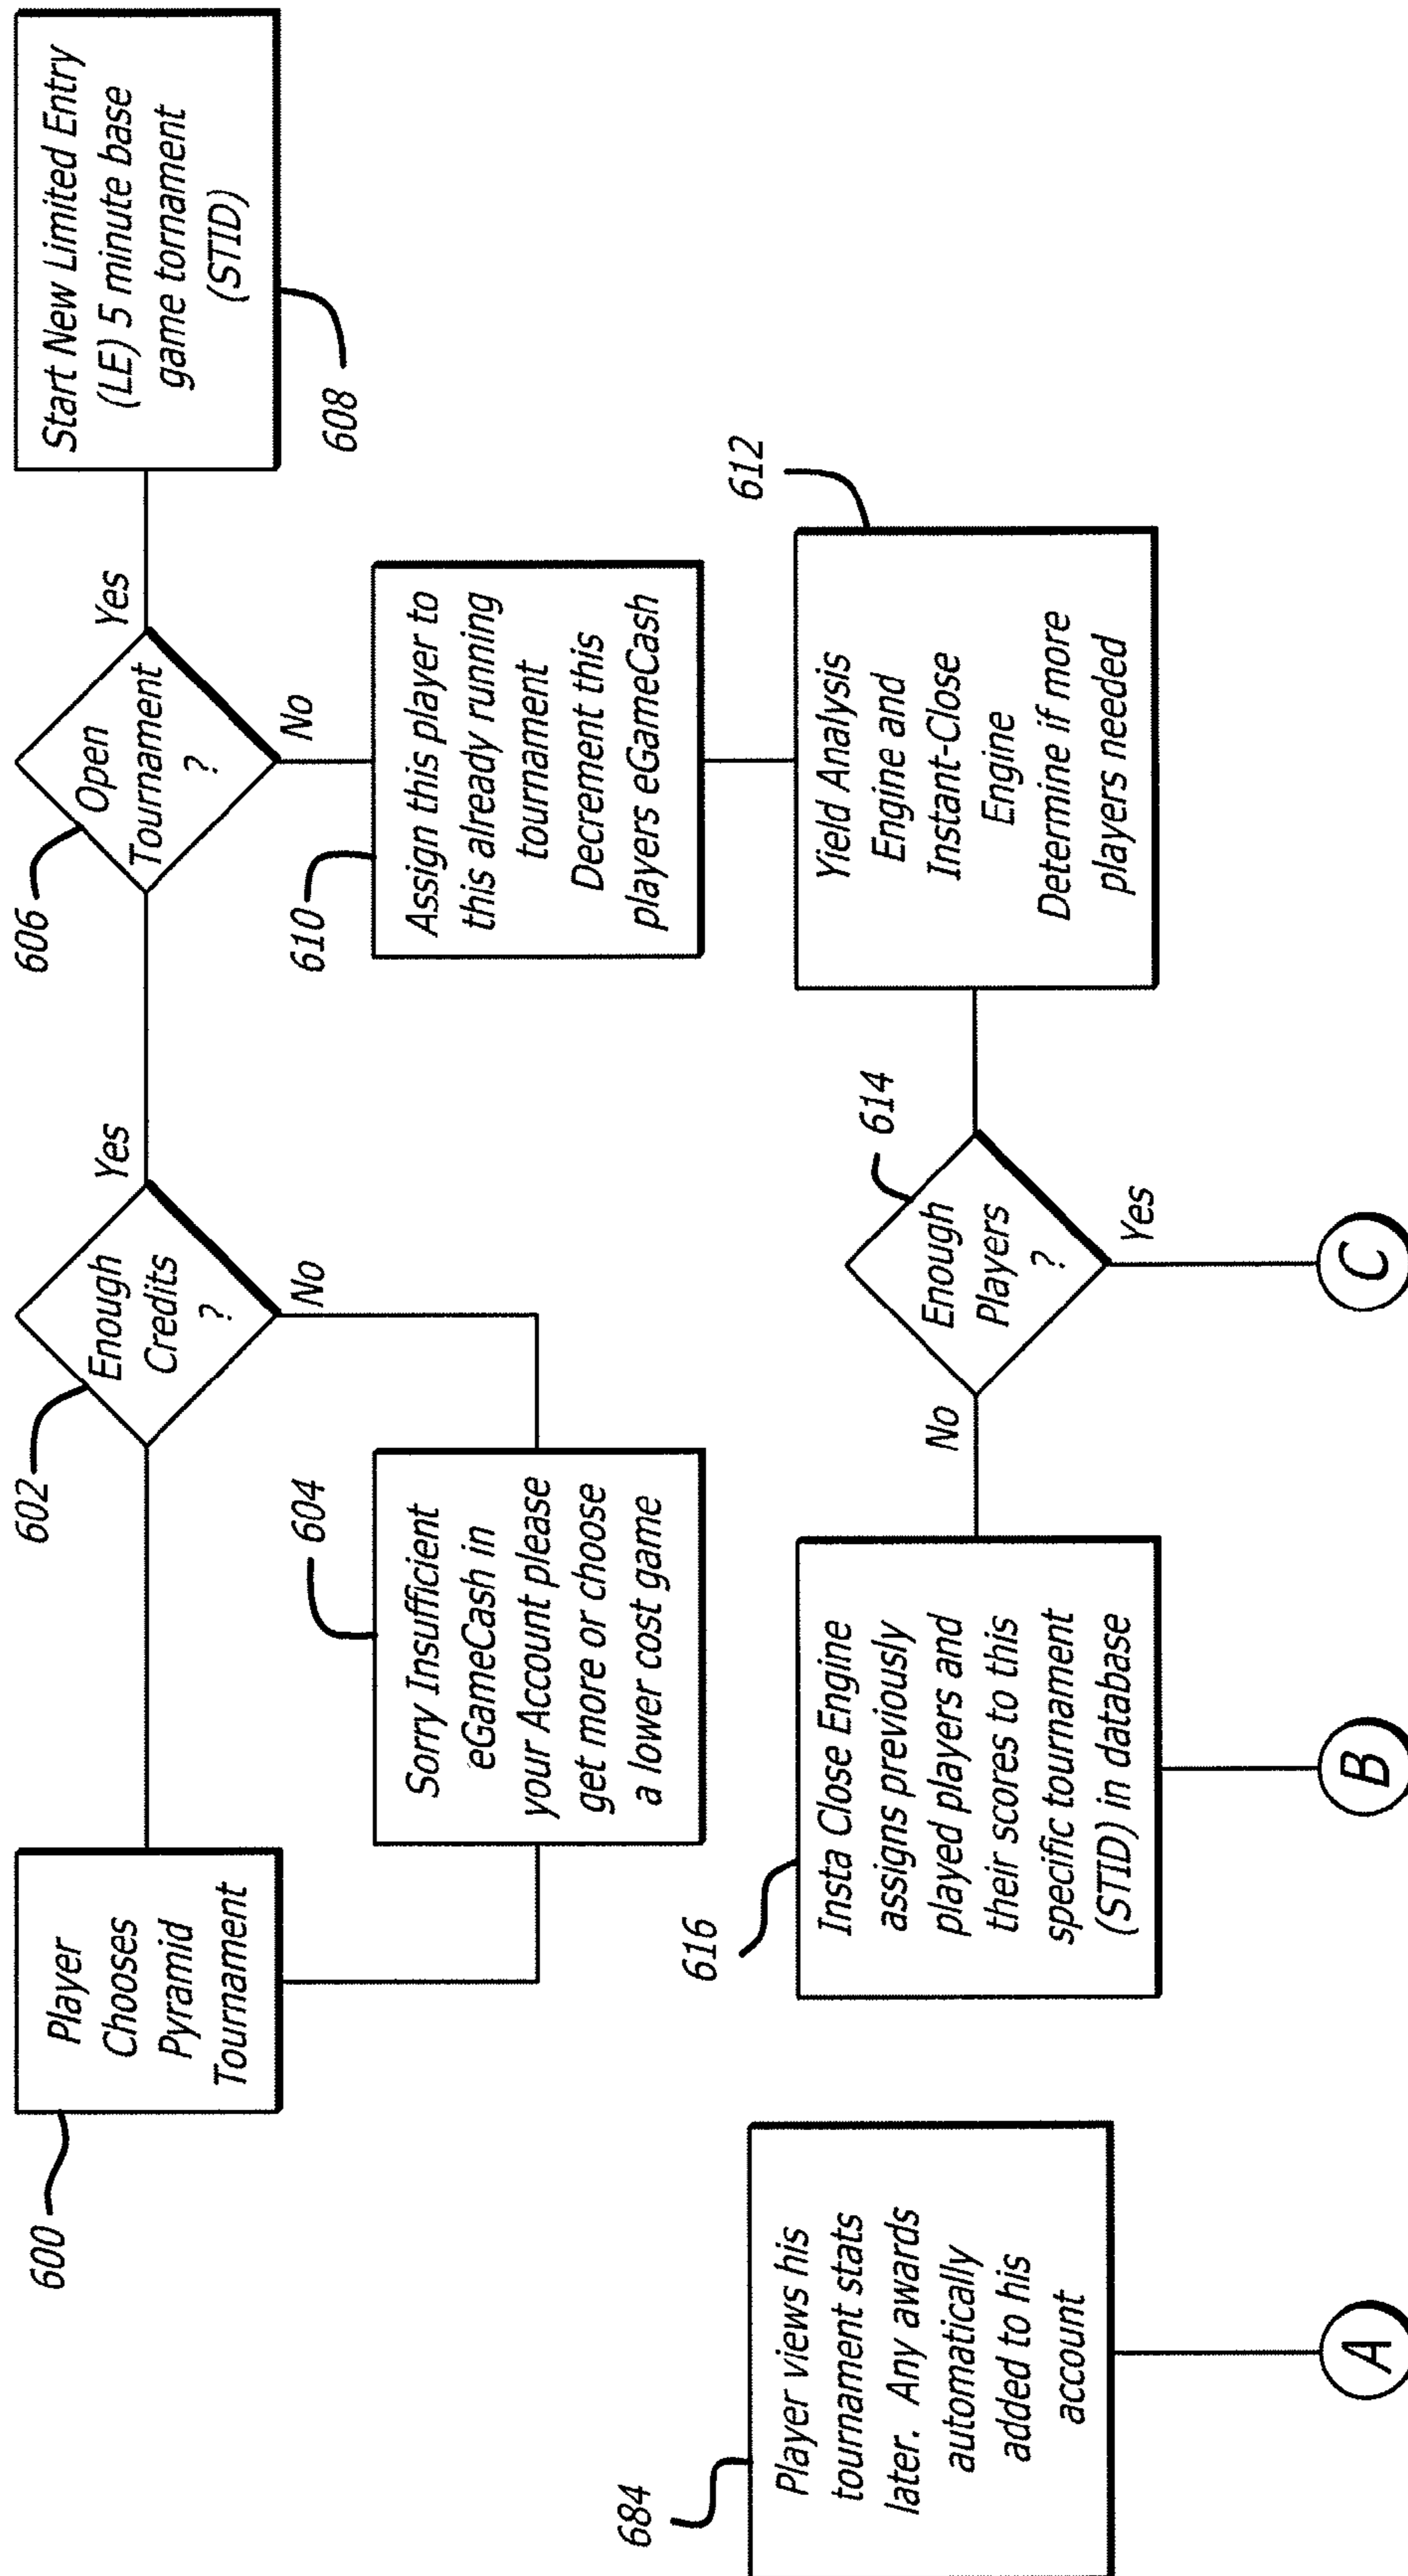 600
Player
Chooses
Pyramid
Tournament
602
Enough
Credits
?
Yes
No
604
Sorry Insufficient
eGameCash in
your Account please
get more or choose
a lower cost game
606
Open
Tournament
?
Yes
No
Start New Limited Entry
(LE) 5 minute base
game tornament
(STID)
608
610
Assign this player to
this already running
tournament
Decrement this
players eGameCash
612
Yield Analysis
Engine and
Instant-Close
Engine
Determine if more
players needed
614
Enough
Players
?
No
Yes
616
Insta Close Engine
assigns previously
played players and
their scores to this
specific tournament
(STID) in database
684
Player views his
tournament stats
later. Any awards
automatically
added to his
account
A
B
C